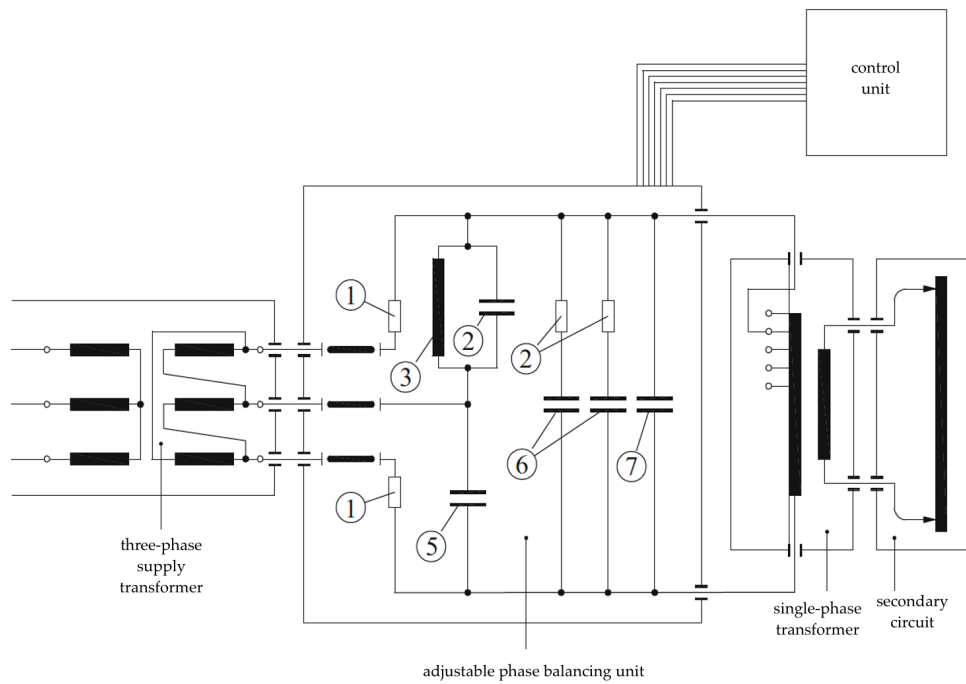 control
unit
1
2
3
2
6
7
1
5
three-phase
supply
transformer
single-phase
transformer
secondary
circuit
adjustable phase balancing unit